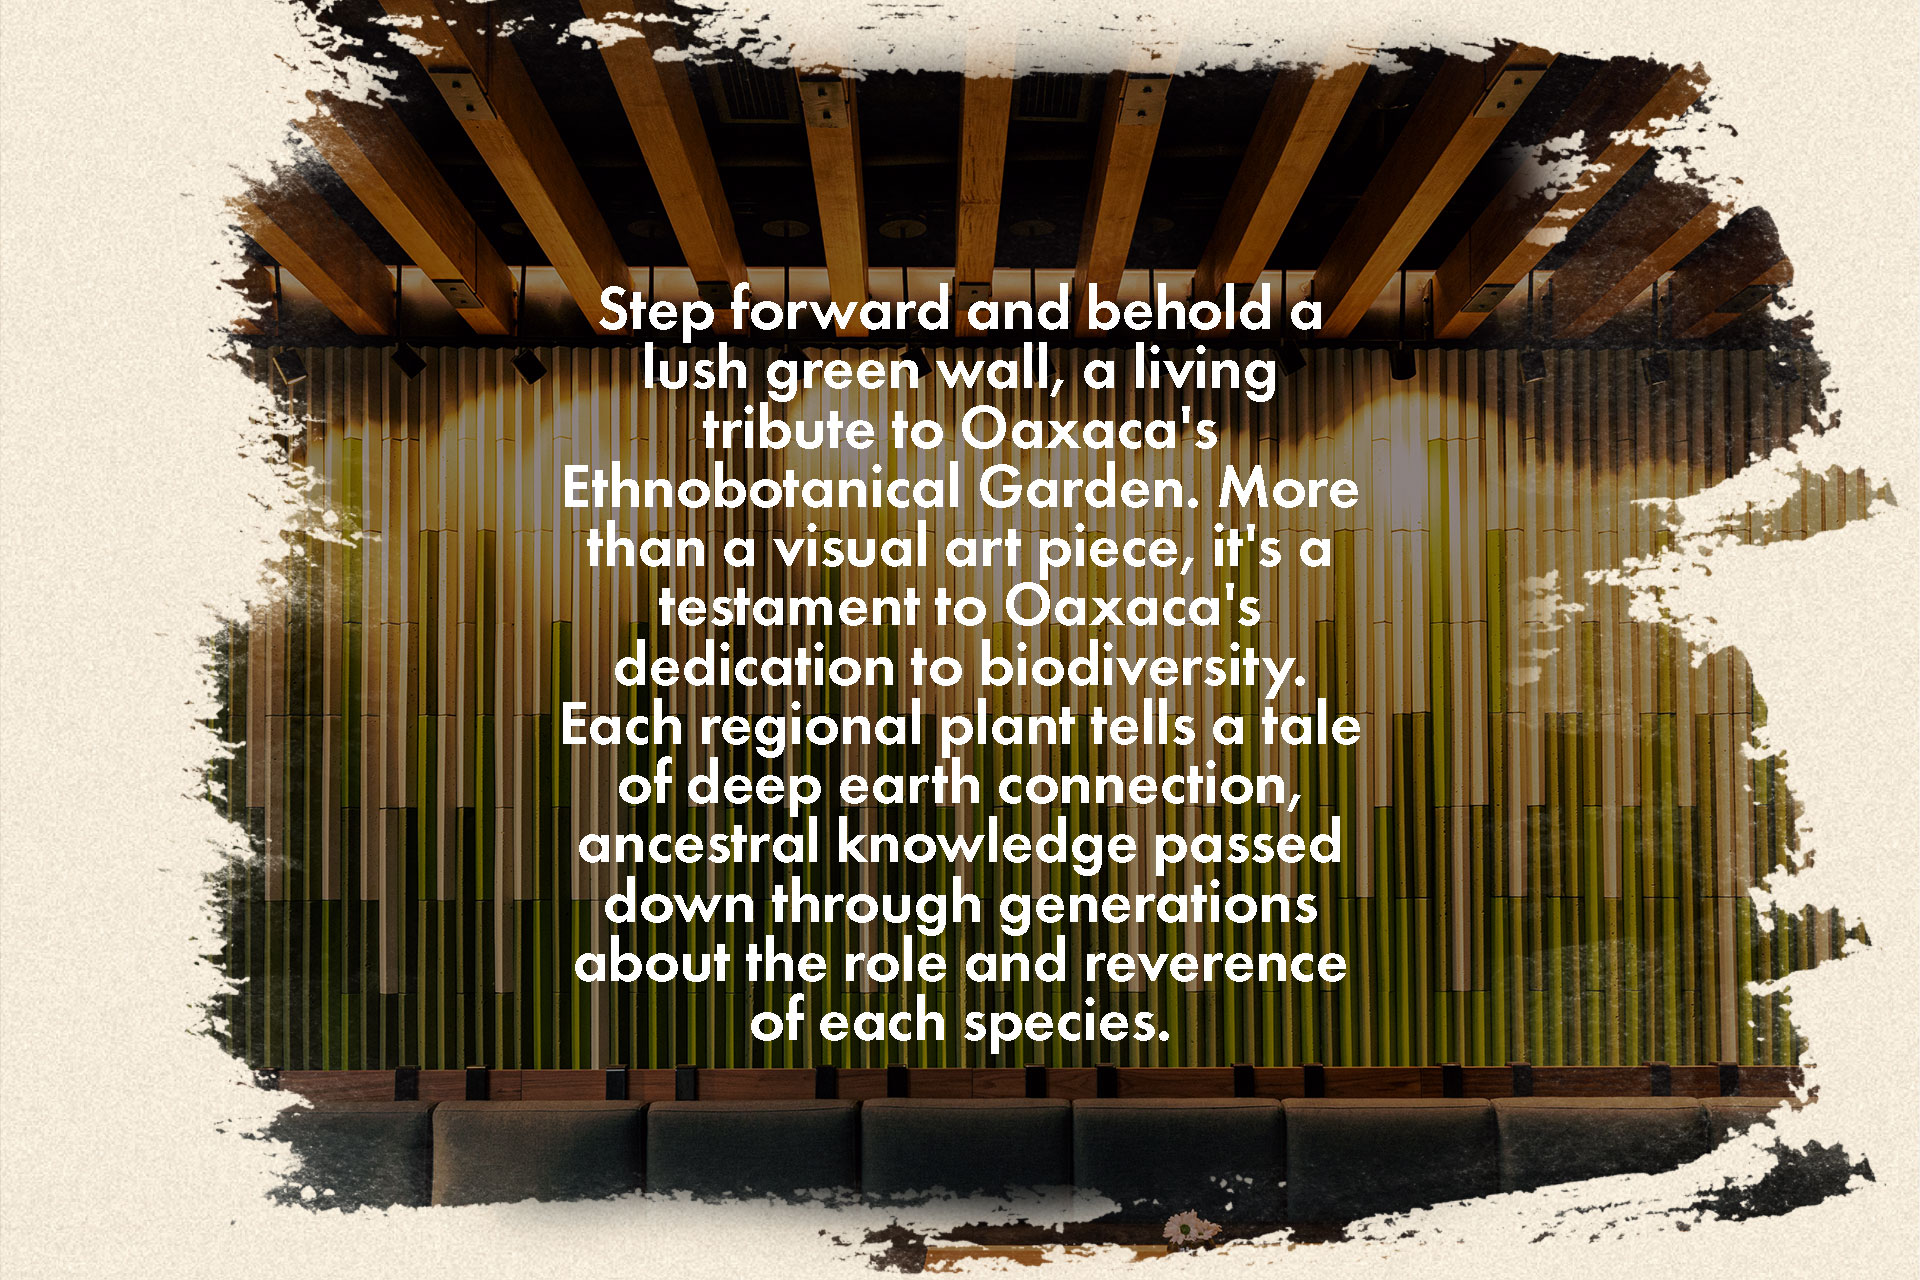 Step forward and behold a
lush green wall, a living
tribute to Oaxaca's
Ethnobotanical Garden. More
than a visual art piece, it's a
testament to Oaxaca's
dedication to biodiversity.
Each regional plant tells a tale
of deep earth connection,
ancestral knowledge passed
down through generations
about the role and reverence
of each species.